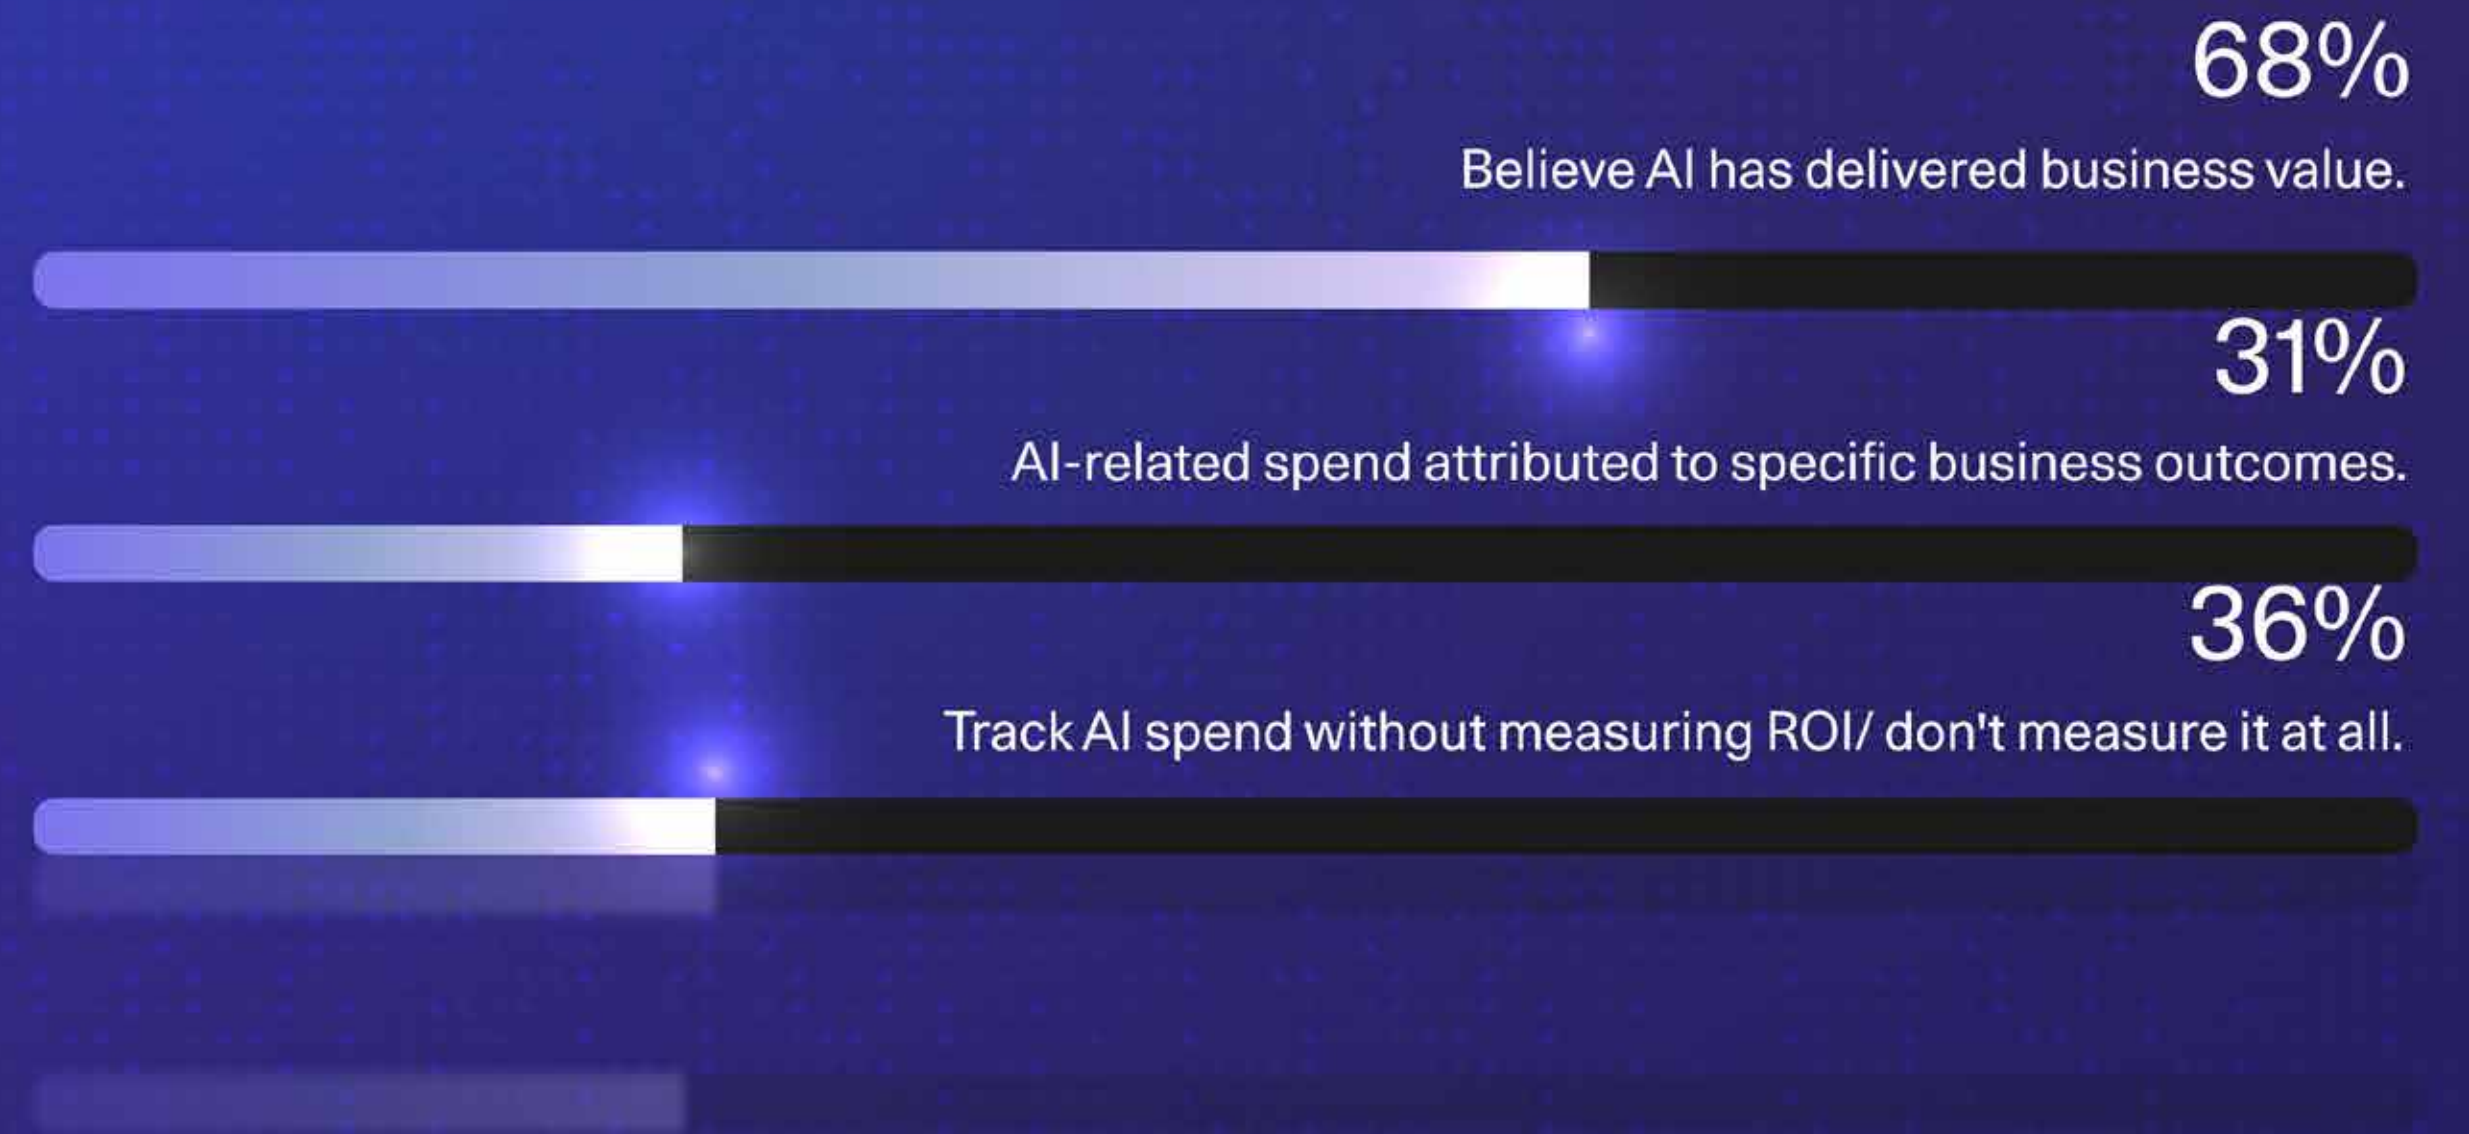 68%
Believe AI has delivered business value.
31%
AI-related spend attributed to specific business outcomes.
36%
Track AI spend without measuring ROI/ don't measure it at all.